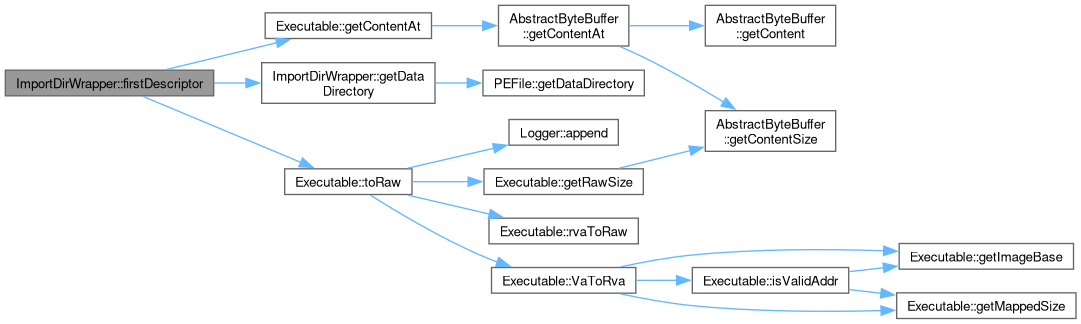 ImportDirWrapper::firstDescriptor
Executable::getContentAt
ImportDirWrapper::getData
Directory
Executable::toRaw
AbstractByteBuffer
::getContentAt
PEFile::getDataDirectory
Logger::append
Executable::getRawSize
Executable::rvaToRaw
Executable::VaToRva
AbstractByteBuffer
::getContent
AbstractByteBuffer
::getContentSize
Executable::isValidAddr
Executable::getImageBase
Executable::getMappedSize